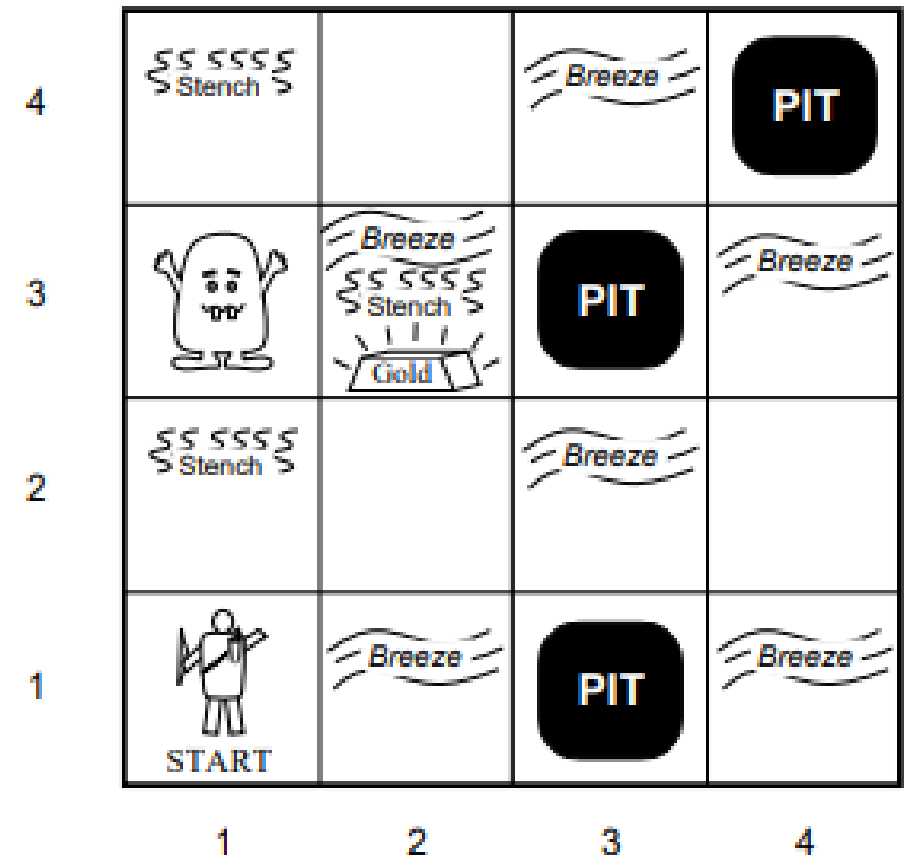 4
Stench
Breeze
PIT
3
Breeze
Stench
Gold
PIT
Breeze
2
Stench
Breeze
1
START
Breeze
PIT
Breeze
1 2 3 4